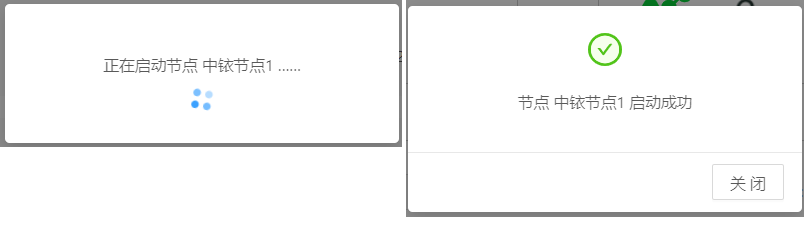 正在启动节点 中铱节点1 ......
节点 中铱节点1 启动成功
关 闭